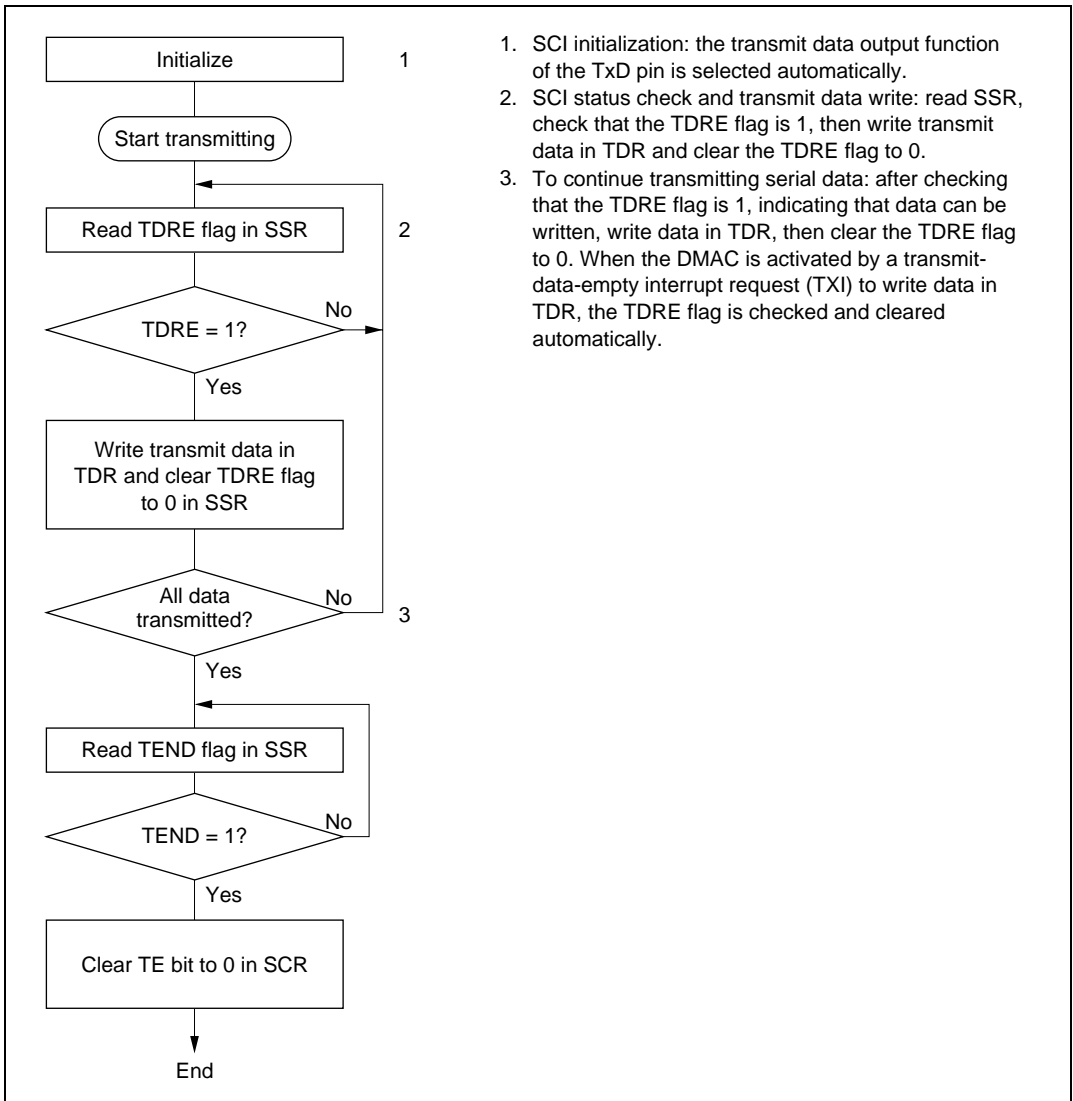 Initialize
1
Start transmitting
Read TDRE flag in SSR
2
TDRE = 1?
No
Yes
Write transmit data in
TDR and clear TDRE flag
to 0 in SSR
All data
transmitted?
No
3
Yes
Read TEND flag in SSR
TEND = 1?
No
Yes
Clear TE bit to 0 in SCR
End
1. SCI initialization: the transmit data output function
of the TxD pin is selected automatically.
2. SCI status check and transmit data write: read SSR,
check that the TDRE flag is 1, then write transmit
data in TDR and clear the TDRE flag to 0.
3. To continue transmitting serial data: after checking
that the TDRE flag is 1, indicating that data can be
written, write data in TDR, then clear the TDRE flag
to 0. When the DMAC is activated by a transmit-
data-empty interrupt request (TXI) to write data in
TDR, the TDRE flag is checked and cleared
automatically.